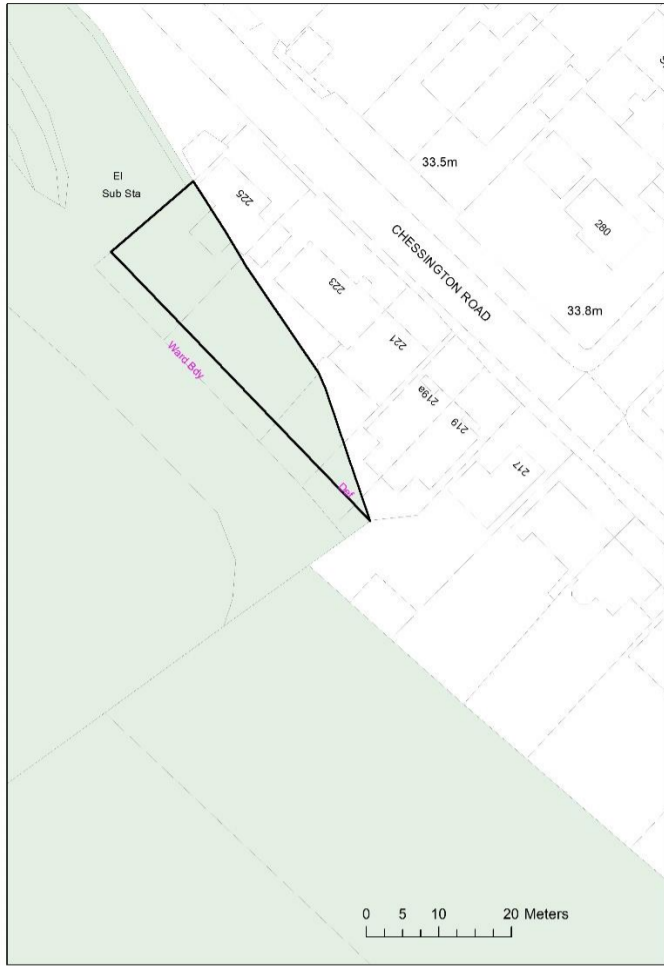 33.5m
El
Sub Sta
225
280
CHESSINGTON ROAD
223
33.8m
221
Ward Bdy
219a
219
217
Def
0 5 10 20 Meters